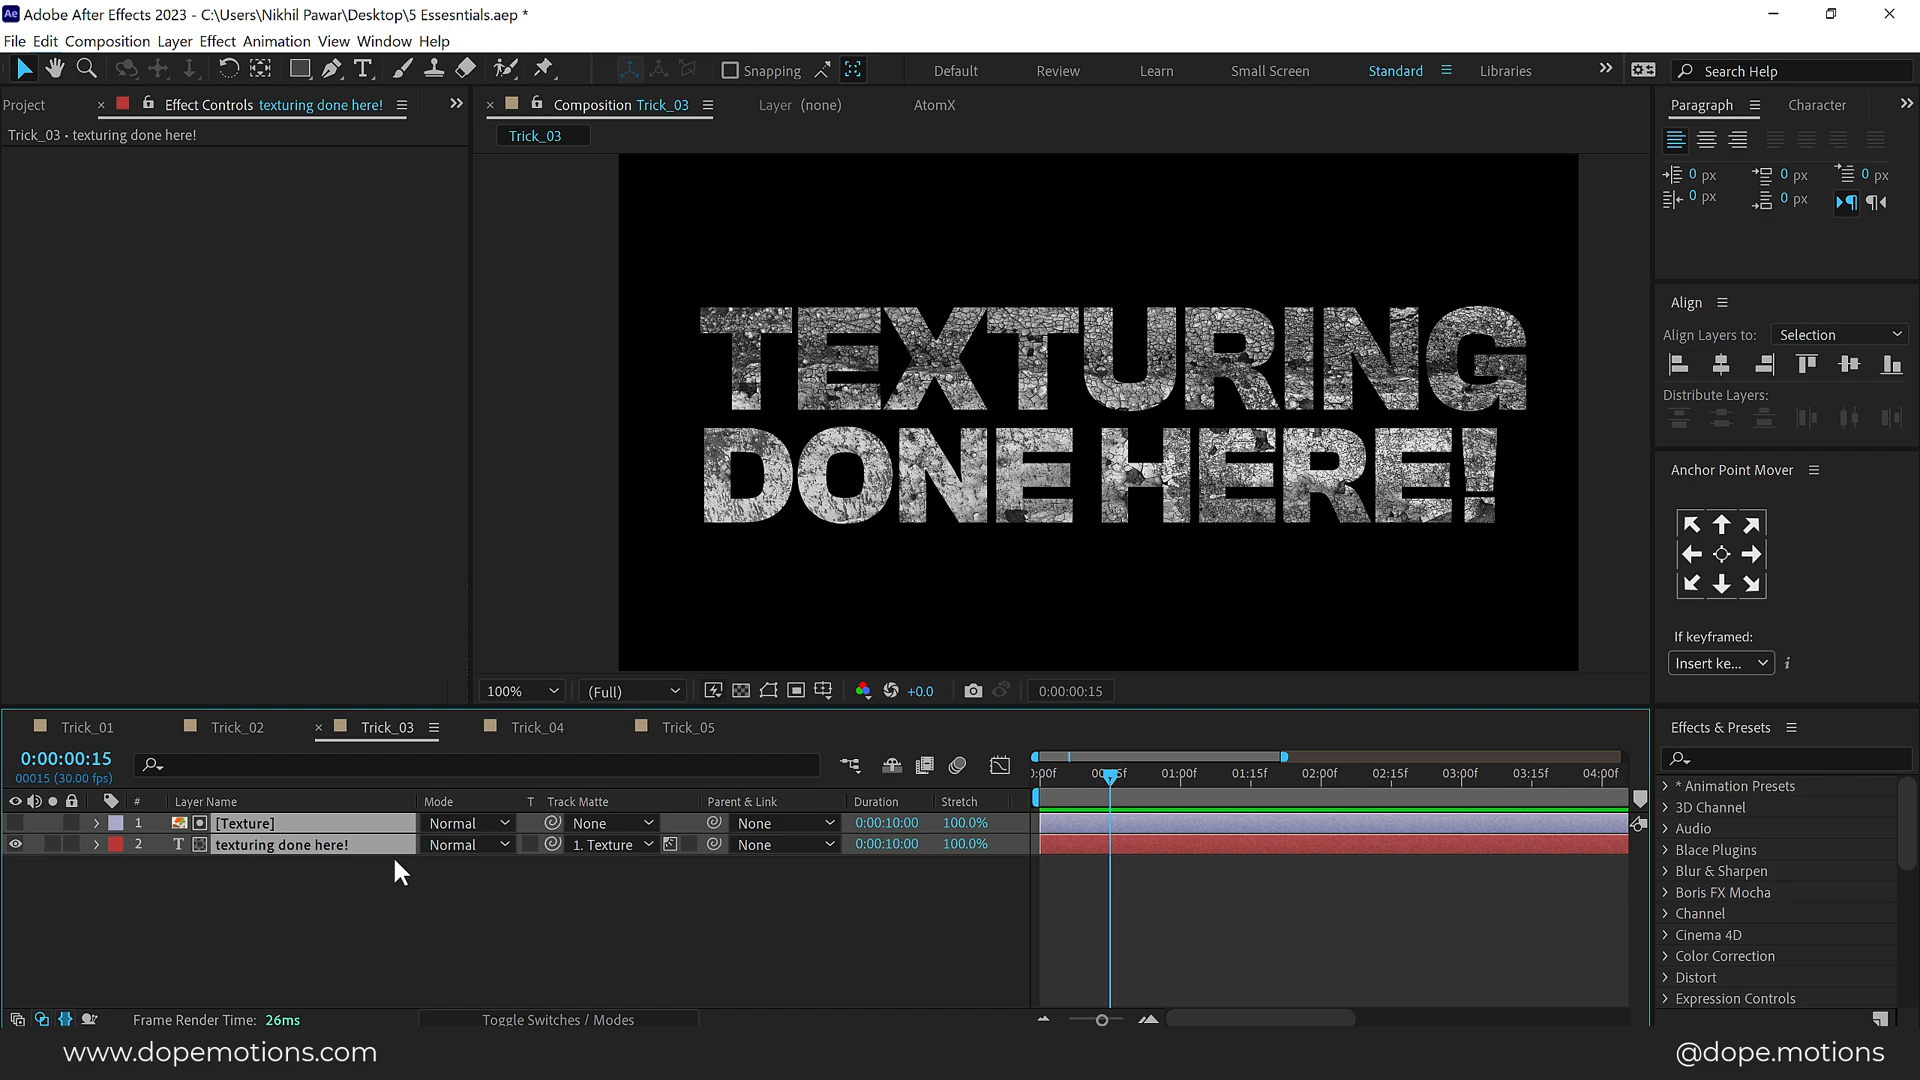 Adobe After Effects 2023 - C:\Users\Nikhil Pawar\Desktop\5 Essesntials.aep *
File Edit Composition Layer Effect Animation View Window Help
Snapping
Default Review Learn Small Screen Standard Libraries
Search Help
Project
Effect Controls texturing done here!
Composition Trick_03
Layer (none)
AtomX
Paragraph Character
Trick_03 • texturing done here!
Trick_03
0 px 0 px 0 px
0 px 0 px
TEXTURING
DONE HERE!
Align
Align Layers to: Selection
Distribute Layers:
Anchor Point Mover
If keyframed:
Insert ke...
100% (Full) +0.0 0:00:00:15
Trick_01 Trick_02 Trick_03 Trick_04 Trick_05
Effects & Presets
0:00:00:15
00015 (30.00 fps)
01:00f 01:15f 02:00f 02:15f 03:00f 03:15f 04:00f
# Layer Name Mode T Track Matte Parent & Link Duration Stretch
1 [Texture] Normal None None 0:00:10:00 100.0%
2 T texturing done here! Normal 1. Texture None 0:00:10:00 100.0%
* Animation Presets
3D Channel
Audio
Blace Plugins
Blur & Sharpen
Boris FX Mocha
Channel
Cinema 4D
Color Correction
Distort
Expression Controls
Frame Render Time: 26ms
Toggle Switches / Modes
www.dopemotions.com
@dope.motions